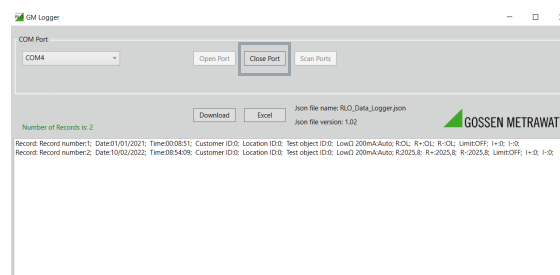 GM Logger
COM Port
COM4
Open Port
Close Port
Scan Ports
Download
Excel
Json file name: RLO_Data_Logger.json
Json file version: 1.02
Number of Records is: 2
GOSSEN METRAWAT
Record: Record number:1; Date:01/01/2021; Time:00:08:51; Customer ID:0; Location ID:0; Test object ID:0; LowΩ 200mA:Auto; R:OL; R+:OL; R-:OL; Limit:OFF; I+:0; I-:0;
Record: Record number:2; Date:10/02/2022; Time:08:54:09; Customer ID:0; Location ID:0; Test object ID:0; LowΩ 200mA:Auto; R:2025,8; R+:2025,8; R-:2025,8; Limit:OFF; I+:0; I-:0;